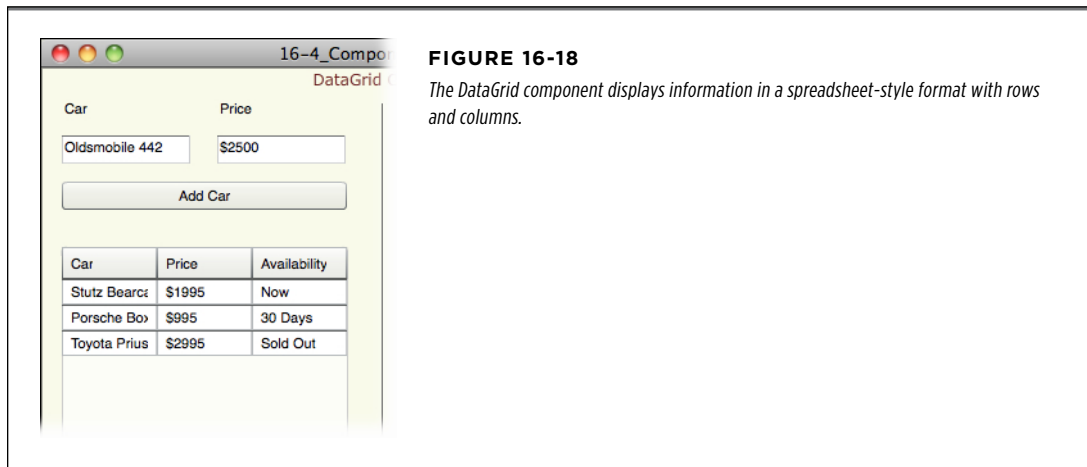 16-4_Compo
DataGrid
Car Price
Oldsmobile 442 $2500
Add Car
Car Price Availability
Stutz Bearca $1995 Now
Porsche Box $995 30 Days
Toyota Prius $2995 Sold Out
FIGURE 16-18
The DataGrid component displays information in a spreadsheet-style format with rows
and columns.